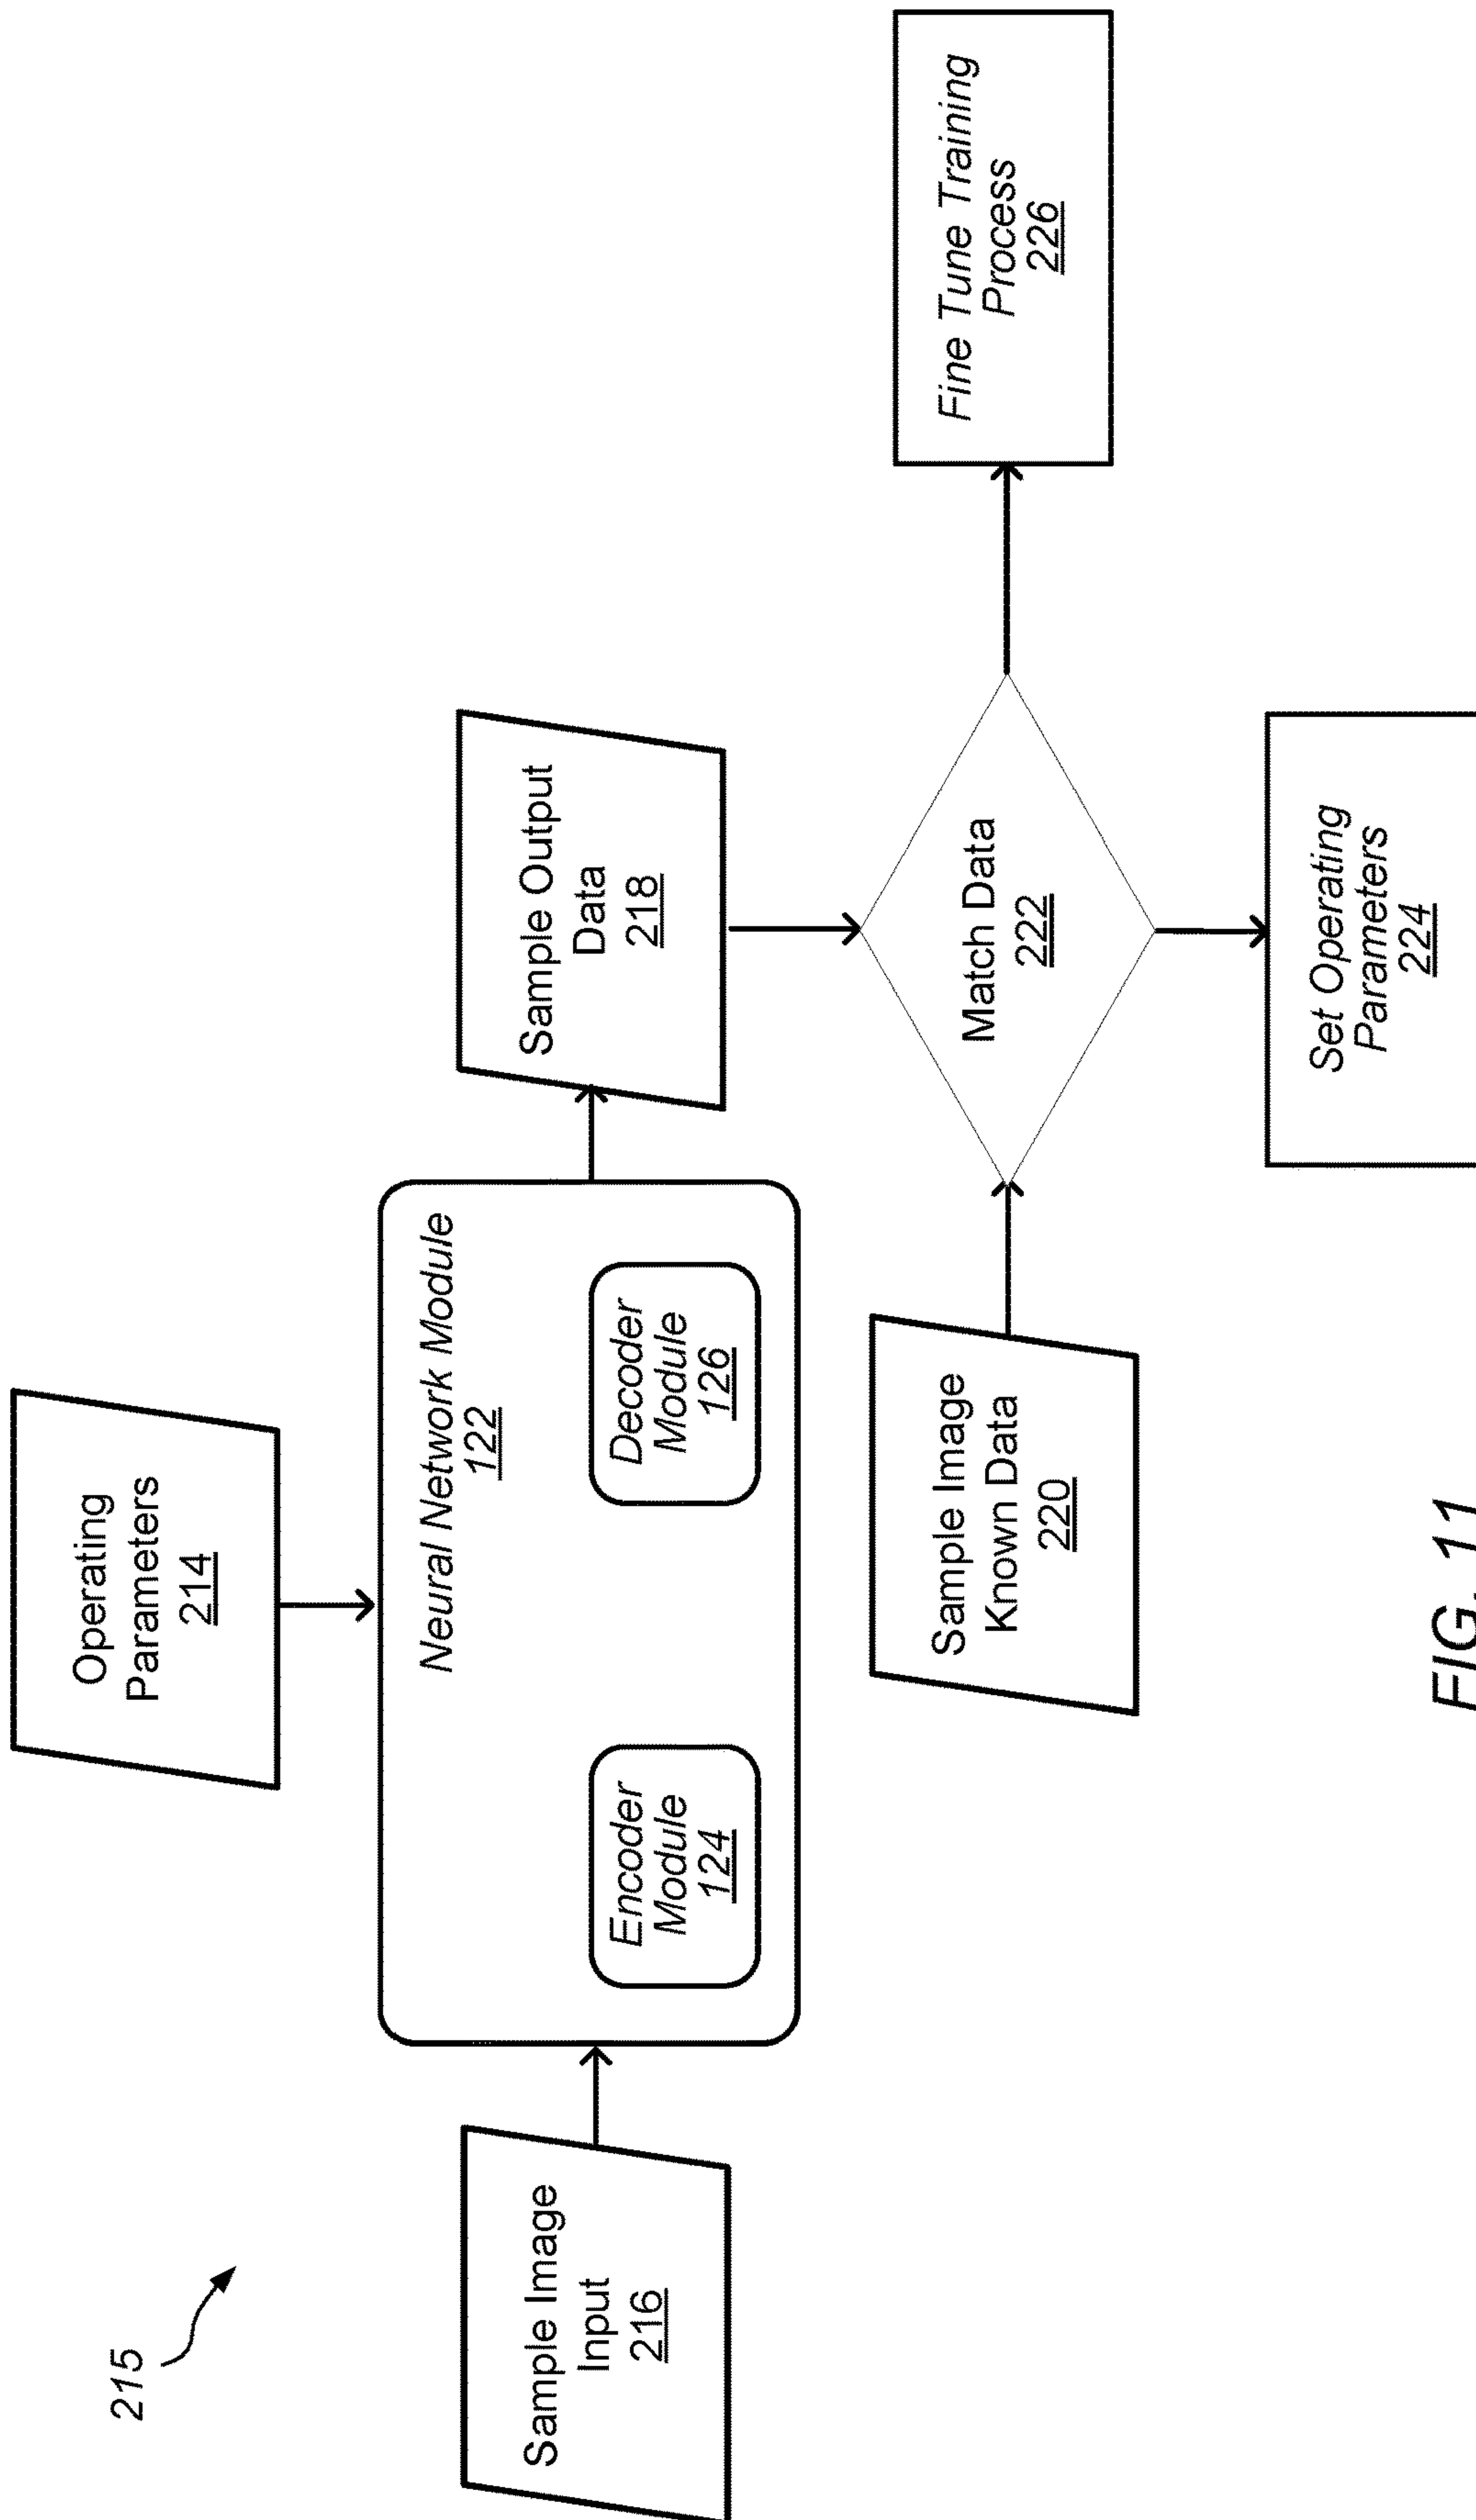 215
Operating
Parameters
214
Sample Image
Input
216
Neural Network Module
122
Encoder
Module
124
Decoder
Module
126
Sample Output
Data
218
Sample Image
Known Data
220
Match Data
222
Fine Tune Training
Process
226
Set Operating
Parameters
224
FIG. 11